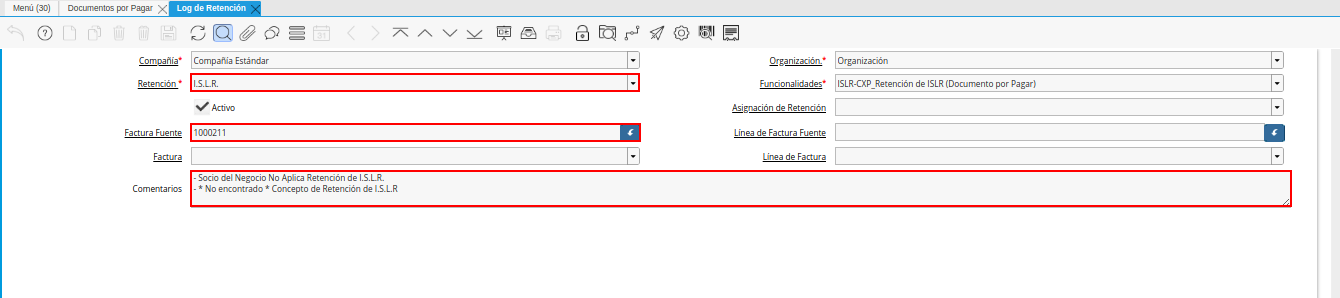 Menú (30) Documentos por Pagar Log de Retención
31
Compañía* Compañía Estándar Organización.* Organización
Retención.* I.S.L.R. Funcionalidades* ISLR-CXP_Retención de ISLR (Documento por Pagar)
Activo Asignación de Retención
Factura Fuente 1000211 Línea de Factura Fuente
Factura Línea de Factura
Comentarios - Socio del Negocio No Aplica Retención de I.S.L.R.
- * No encontrado * Concepto de Retención de I.S.L.R